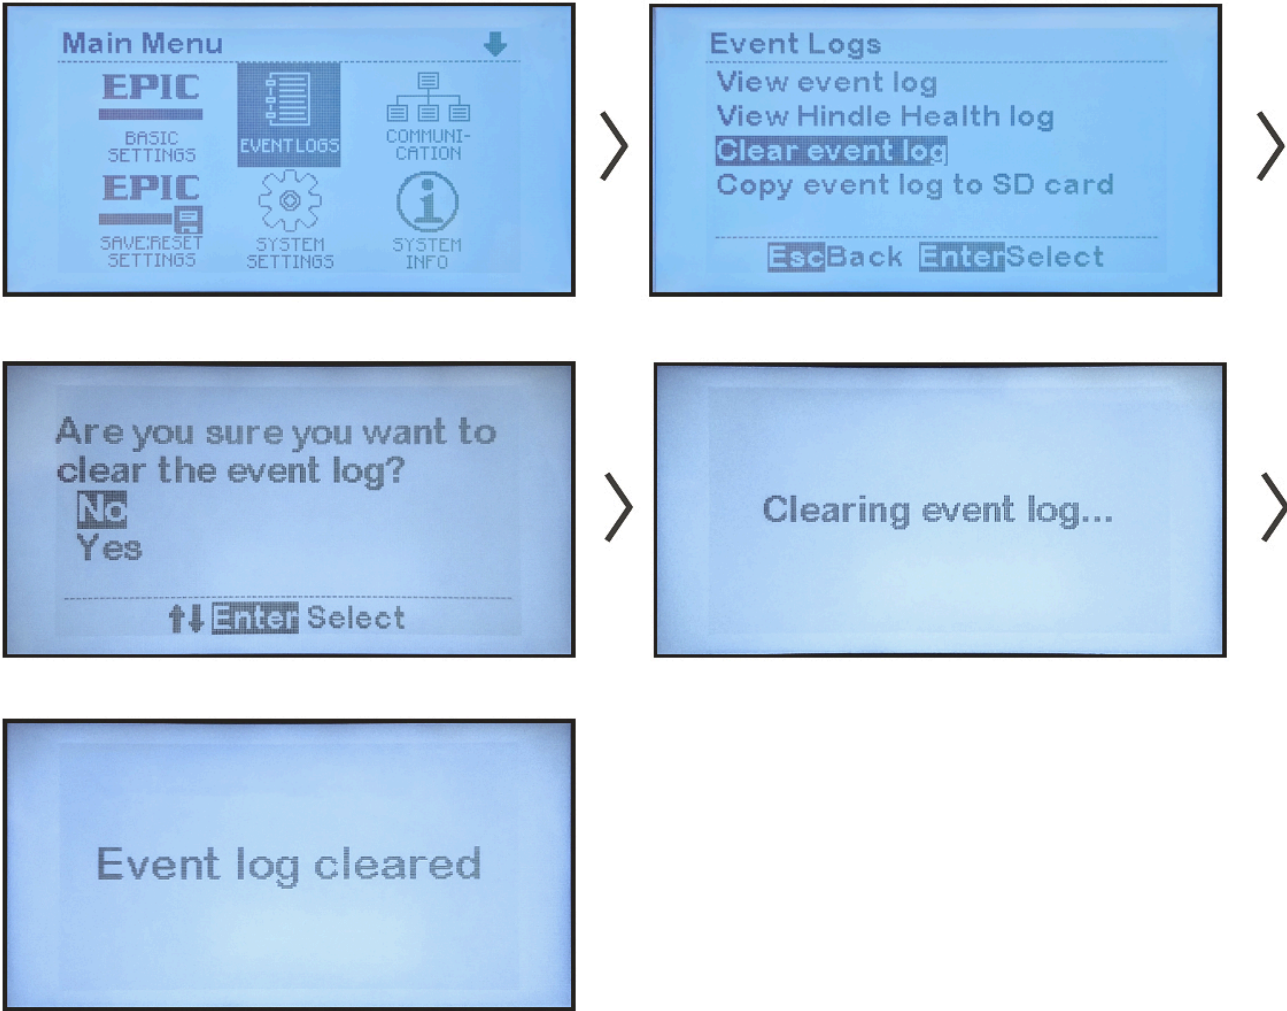 Main Menu
EPIC
BASIC
SETTINGS
EVENT LOGS
COMMUNI-
CATION
EPIC
SAVE:RESET
SETTINGS
SYSTEM
SETTINGS
SYSTEM
INFO
Event Logs
View event log
View Hindle Health log
Clear event log
Copy event log to SD card
Esc Back Enter Select
Are you sure you want to
clear the event log?
No
Yes
Enter Select
Clearing event log...
Event log cleared